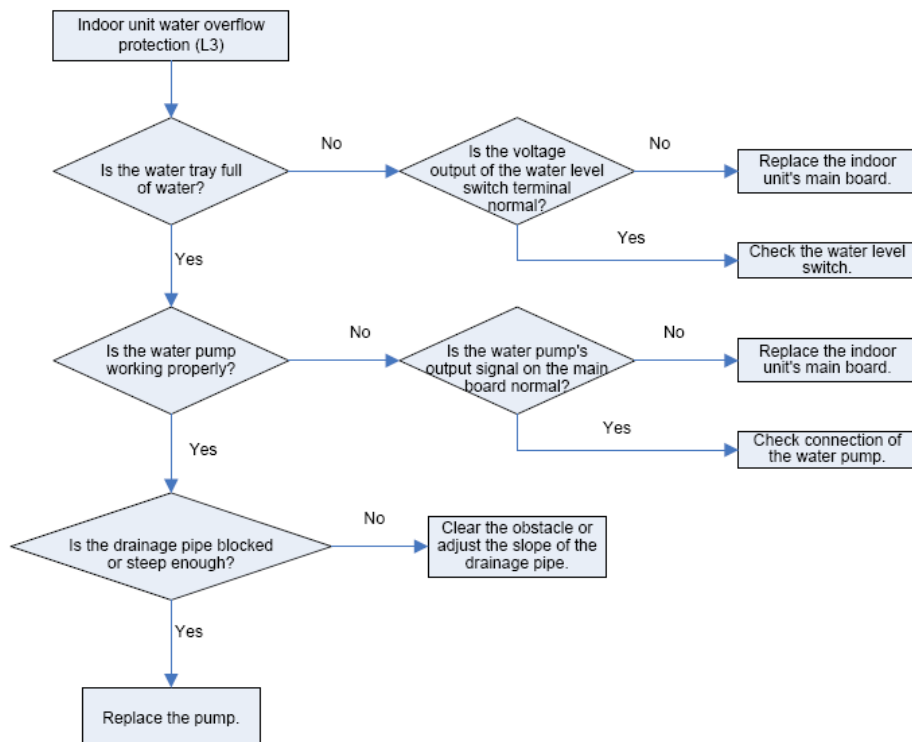 Indoor unit water overflow
protection (L3)
Is the water tray full
of water?
No
Is the voltage
output of the water level
switch terminal
normal?
No
Replace the indoor
unit's main board.
Yes
Check the water level
switch.
Yes
Is the water pump
working properly?
No
Is the water pump's
output signal on the main
board normal?
No
Replace the indoor
unit's main board.
Yes
Check connection of
the water pump.
Yes
Is the drainage pipe blocked
or steep enough?
No
Clear the obstacle or
adjust the slope of the
drainage pipe.
Yes
Replace the pump.